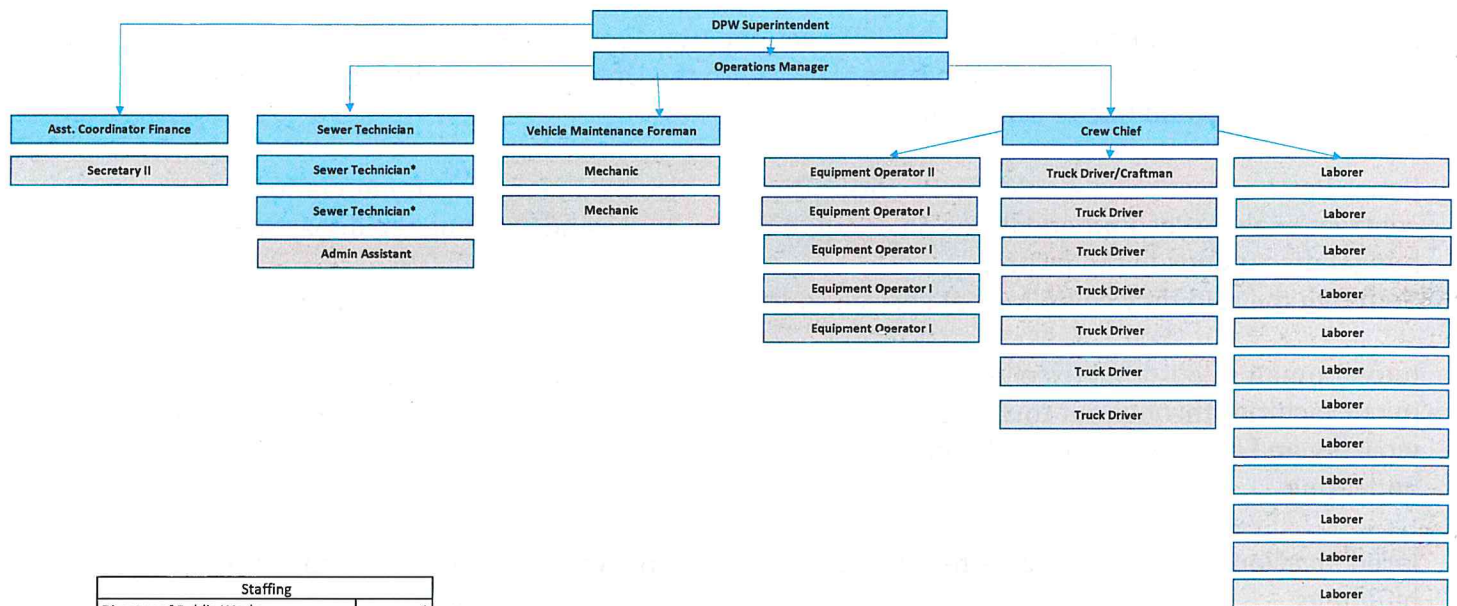 DPW Superintendent
Operations Manager
Asst. Coordinator Finance
Secretary II
Sewer Technician
Sewer Technician*
Sewer Technician*
Admin Assistant
Vehicle Maintenance Foreman
Mechanic
Mechanic
Crew Chief
Equipment Operator II
Equipment Operator I
Equipment Operator I
Equipment Operator I
Equipment Operator I
Truck Driver/Craftman
Truck Driver
Truck Driver
Truck Driver
Truck Driver
Truck Driver
Truck Driver
Laborer
Laborer
Laborer
Laborer
Laborer
Laborer
Laborer
Laborer
Laborer
Laborer
Laborer
Laborer
Staffing